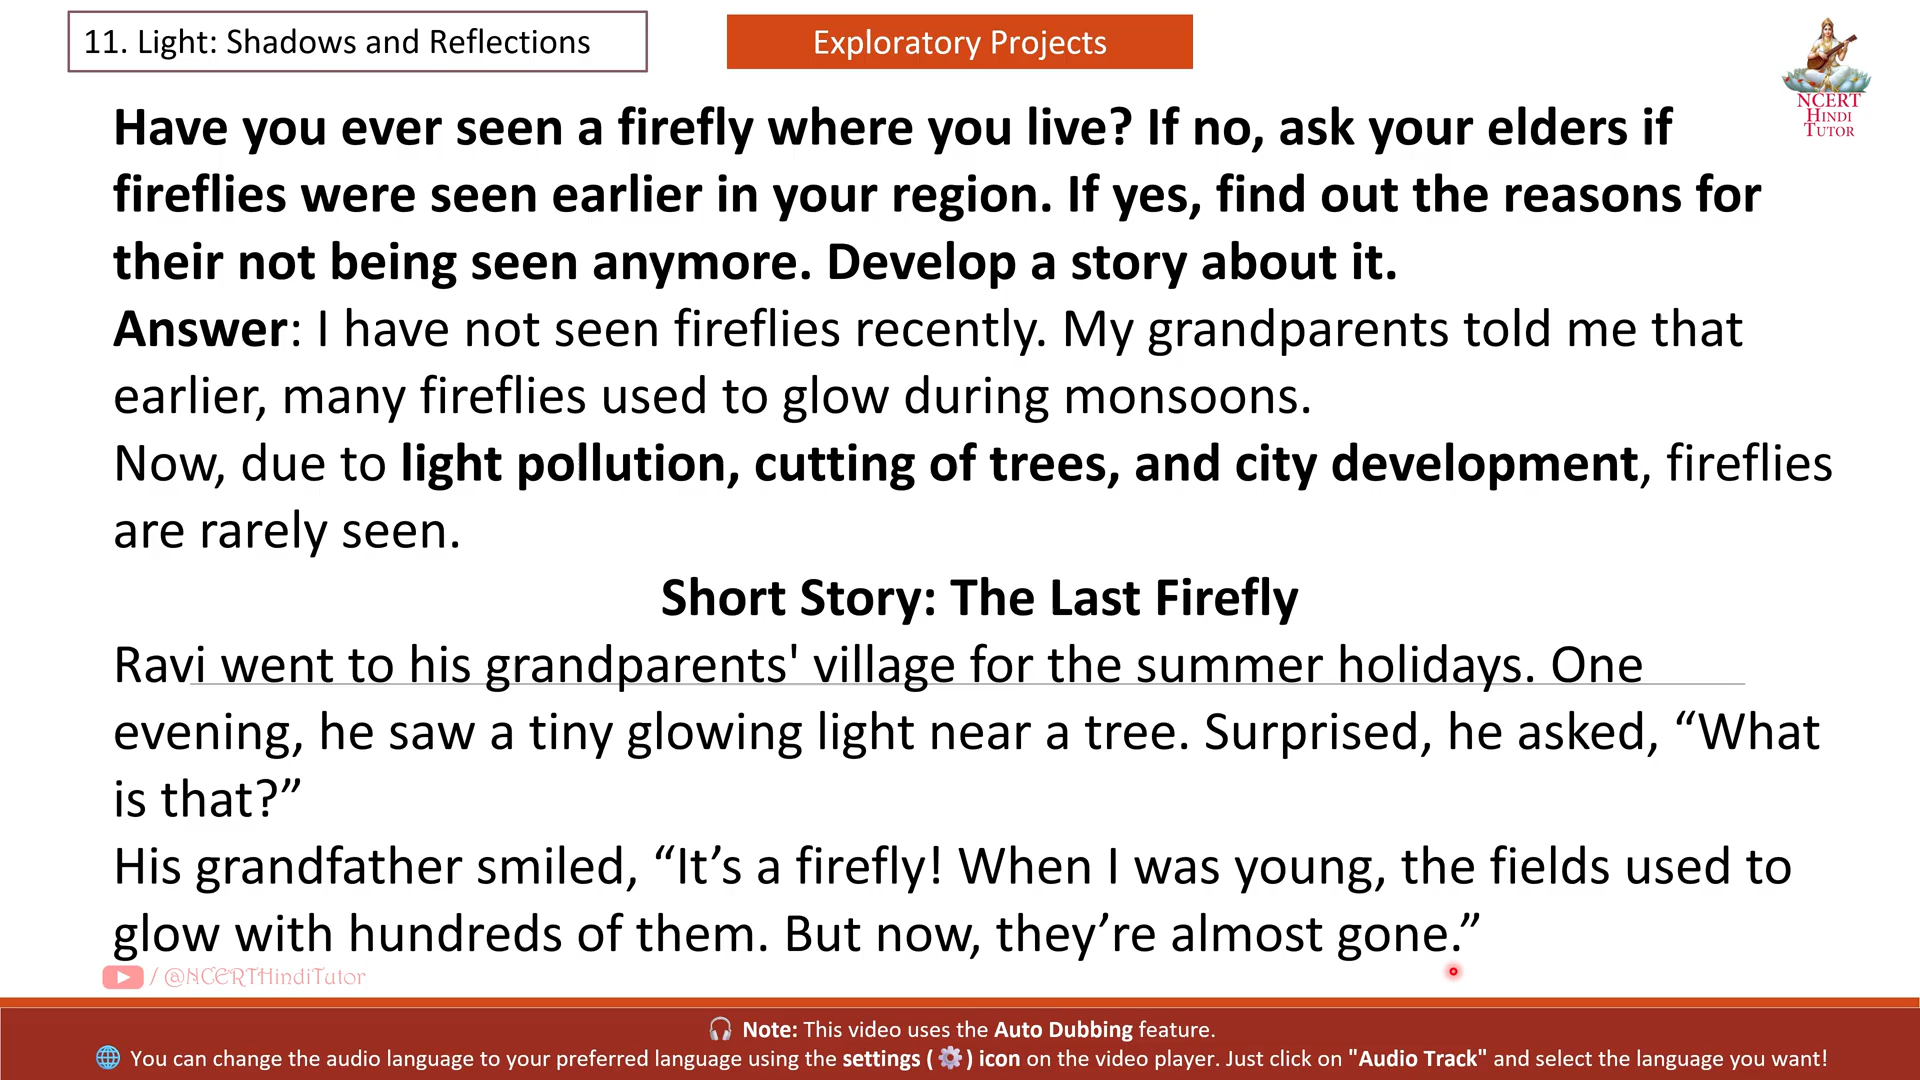 11. Light: Shadows and Reflections
Exploratory Projects
NCERT
HINDI
TUTOR
Have you ever seen a firefly where you live? If no, ask your elders if
fireflies were seen earlier in your region. If yes, find out the reasons for
their not being seen anymore. Develop a story about it.
Answer: I have not seen fireflies recently. My grandparents told me that
earlier, many fireflies used to glow during monsoons.
Now, due to light pollution, cutting of trees, and city development, fireflies
are rarely seen.
Short Story: The Last Firefly
Ravi went to his grandparents' village for the summer holidays. One
evening, he saw a tiny glowing light near a tree. Surprised, he asked, “What
is that?”
His grandfather smiled, “It’s a firefly! When I was young, the fields used to
glow with hundreds of them. But now, they’re almost gone.”
/ @NCERTHindiTutor
Note: This video uses the Auto Dubbing feature.
You can change the audio language to your preferred language using the settings ( ) icon on the video player. Just click on "Audio Track" and select the language you want!